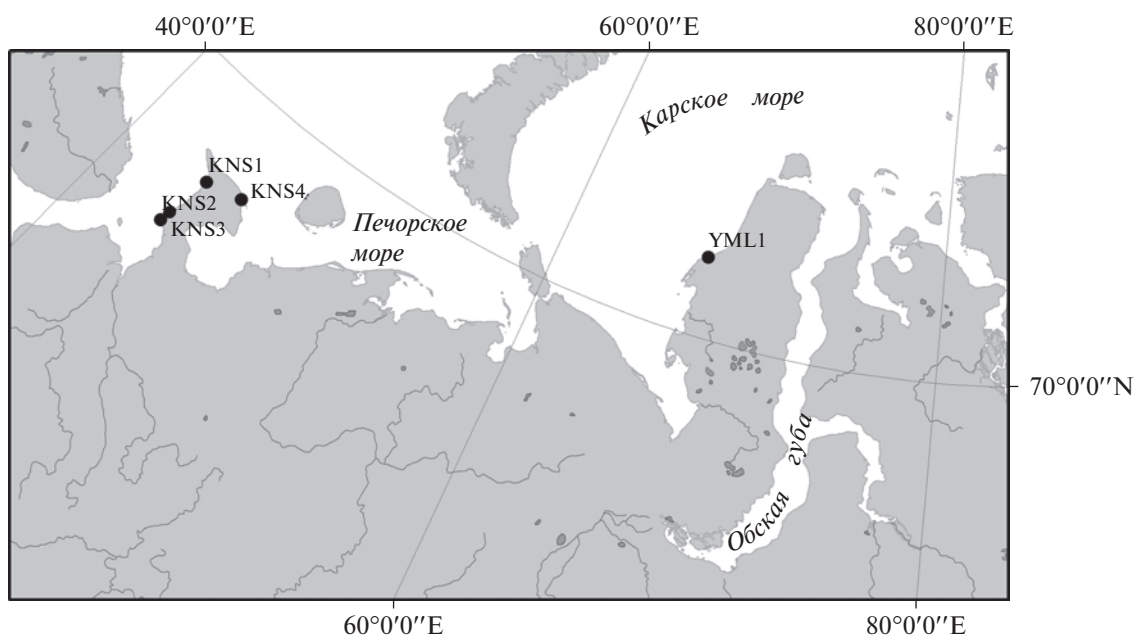 40°0′0′′E
60°0′0′′E
80°0′0′′E
Карское море
KNS1
KNS4
KNS2
KNS3
Печорское
море
YML1
70°0′0′′N
Обская губа
60°0′0′′E
80°0′0′′E